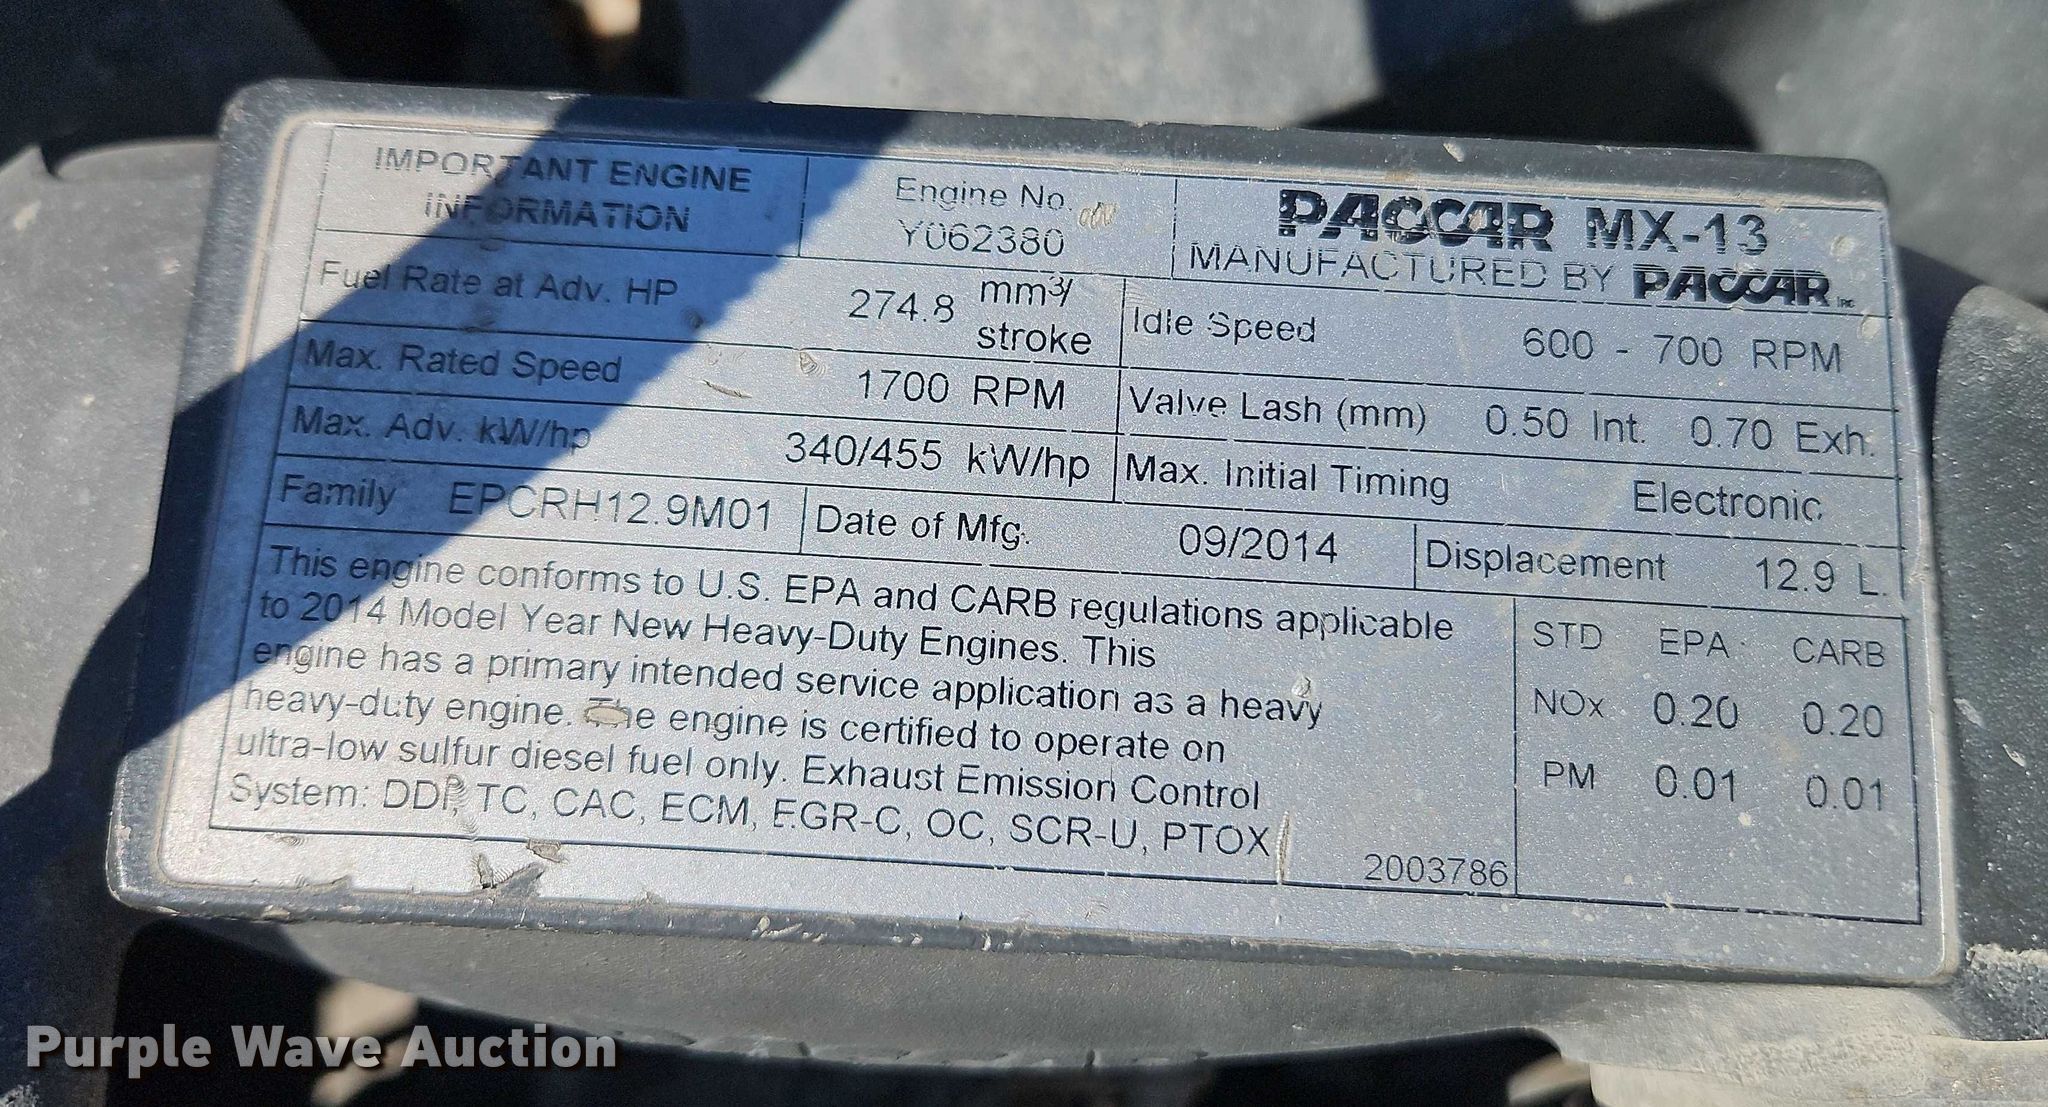 IMPORTANT ENGINE
INFORMATION
Engine No.
Y062380
PACCAR MX-13
MANUFACTURED BY PACCAR INC
Fuel Rate at Adv. HP 274.8 mm3/
stroke
Idle Speed 600 - 700 RPM
Max. Rated Speed 1700 RPM
Valve Lash (mm) 0.50 Int. 0.70 Exh.
Max. Adv. kW/hp 340/455 kW/hp
Max. Initial Timing Electronic
Family EPCRH12.9M01
Date of Mfg. 09/2014
Displacement 12.9 L.
This engine conforms to U.S. EPA and CARB regulations applicable
to 2014 Model Year New Heavy-Duty Engines. This
engine has a primary intended service application as a heavy
heavy-duty engine. The engine is certified to operate on
ultra-low sulfur diesel fuel only. Exhaust Emission Control
System: DDI, TC, CAC, ECM, EGR-C, OC, SCR-U, PTOX
2003786
STD EPA CARB
NOx 0.20 0.20
PM 0.01 0.01
Purple Wave Auction